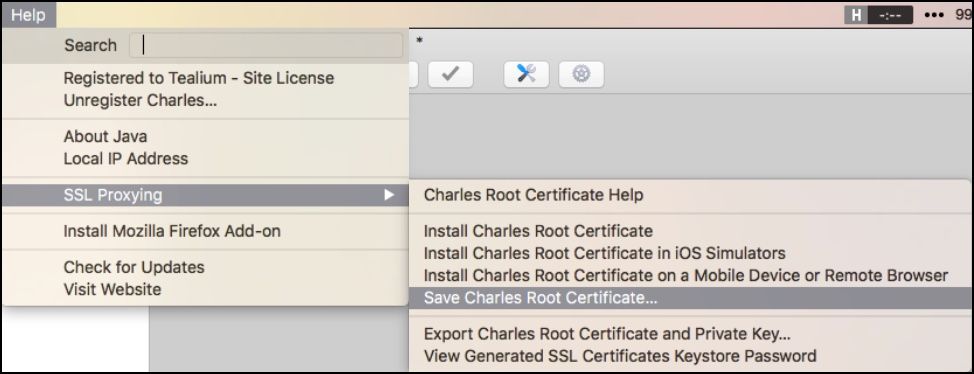 Help
H -:-- ••• 99
Search
*
Registered to Tealium - Site License
Unregister Charles...
About Java
Local IP Address
SSL Proxying
Install Mozilla Firefox Add-on
Check for Updates
Visit Website
Charles Root Certificate Help
Install Charles Root Certificate
Install Charles Root Certificate in iOS Simulators
Install Charles Root Certificate on a Mobile Device or Remote Browser
Save Charles Root Certificate...
Export Charles Root Certificate and Private Key...
View Generated SSL Certificates Keystore Password